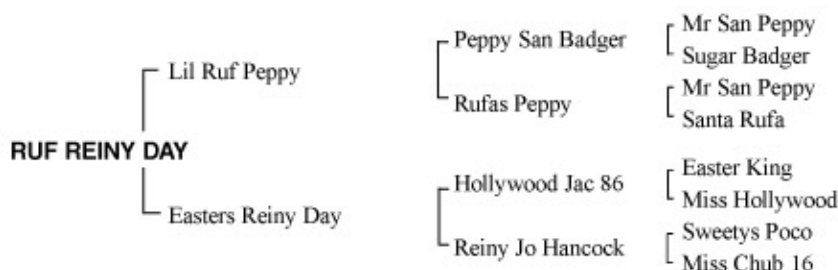 Mr San Peppy
Peppy San Badger
Sugar Badger
Lil Ruf Peppy
Mr San Peppy
Rufas Peppy
Santa Rufa
RUF REINY DAY
Easter King
Hollywood Jac 86
Miss Hollywood
Easters Reiny Day
Sweetys Poco
Reiny Jo Hancock
Miss Chub 16